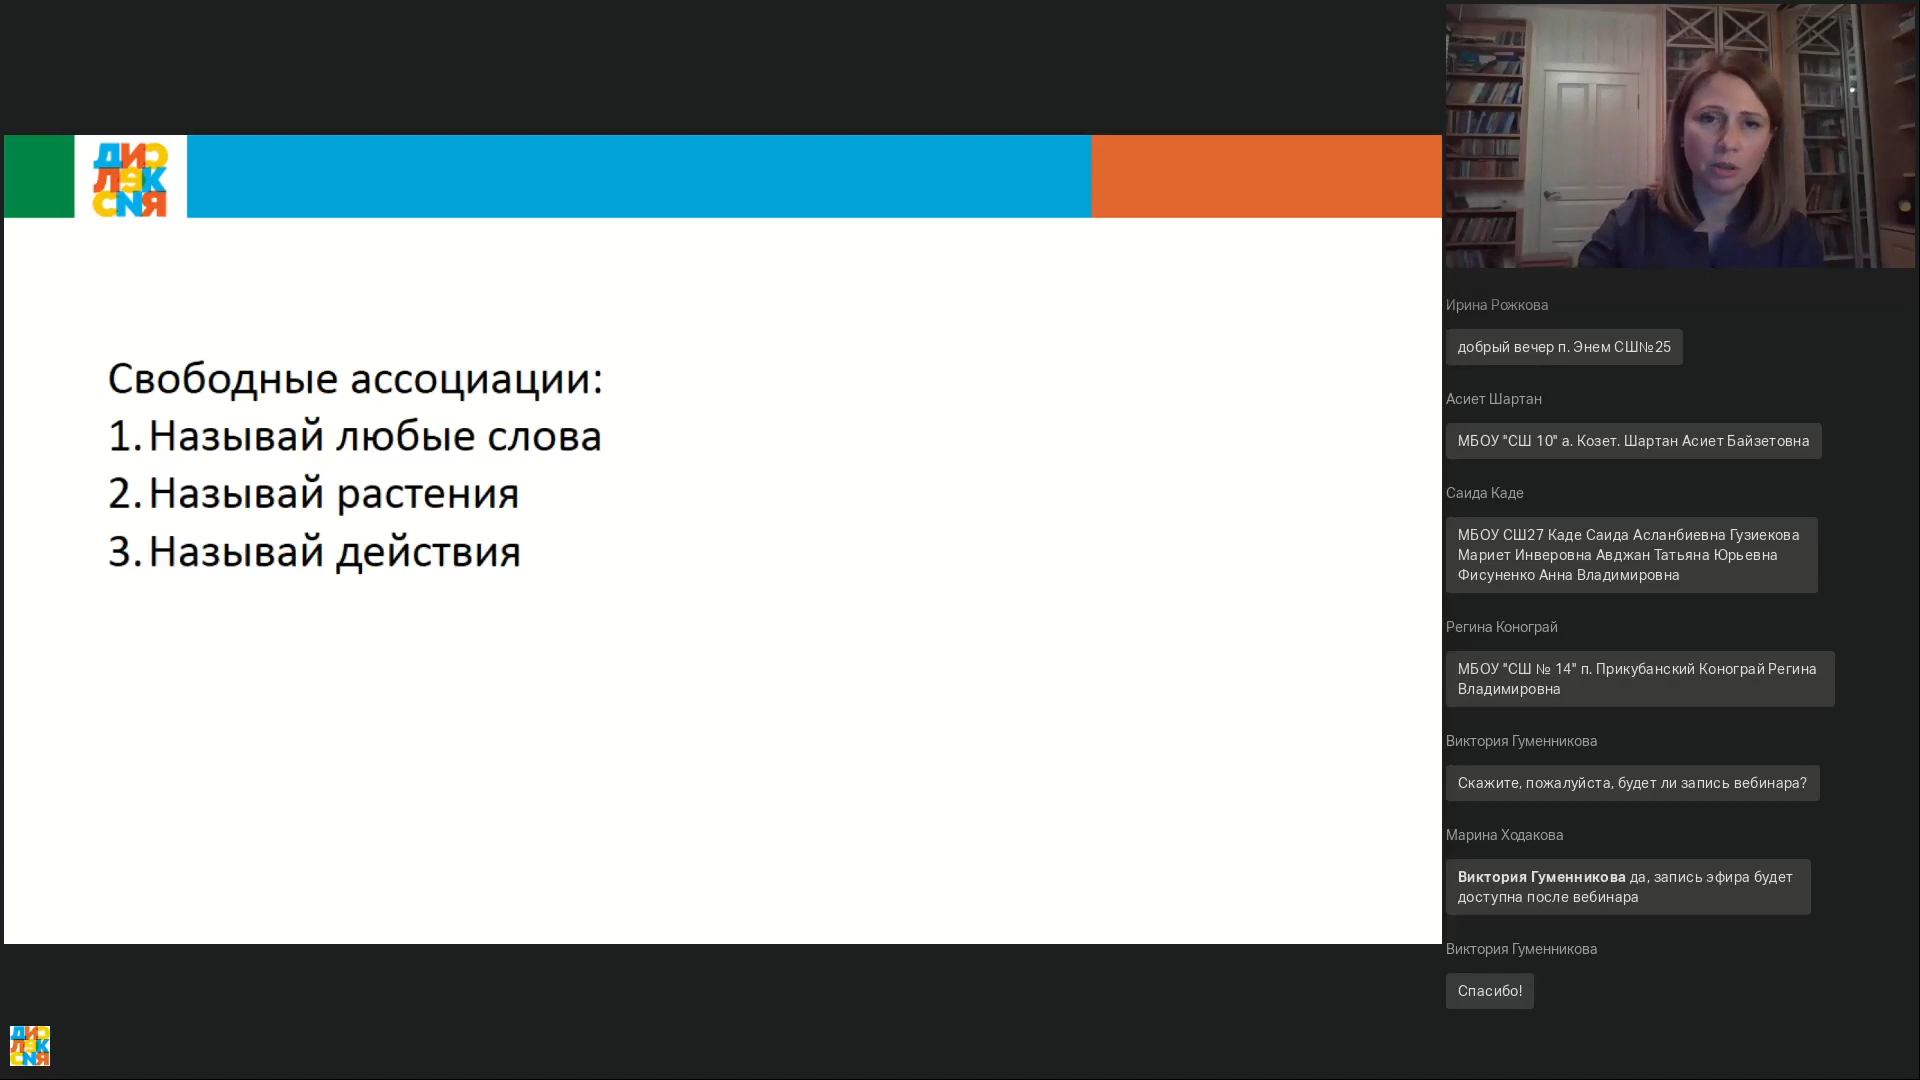 ДИС
ЛЕК
СИЯ
Свободные ассоциации:
1. Называй любые слова
2. Называй растения
3. Называй действия
Ирина Рожкова
добрый вечер п. Энем СШ№25
Асиет Шартан
МБОУ "СШ 10" а. Козет. Шартан Асиет Байзетовна
Саида Каде
МБОУ СШ27 Каде Саида Асланбиевна Гузиекова
Мариет Инверовна Авджан Татьяна Юрьевна
Фисуненко Анна Владимировна
Регина Коноград
МБОУ "СШ № 14" п. Прикубанский Конограй Регина
Владимировна
Виктория Гуменникова
Скажите, пожалуйста, будет ли запись вебинара?
Марина Ходакова
Виктория Гуменникова да, запись эфира будет
доступна после вебинара
Виктория Гуменникова
Спасибо!
ДИС
ЛЕК
СИЯ